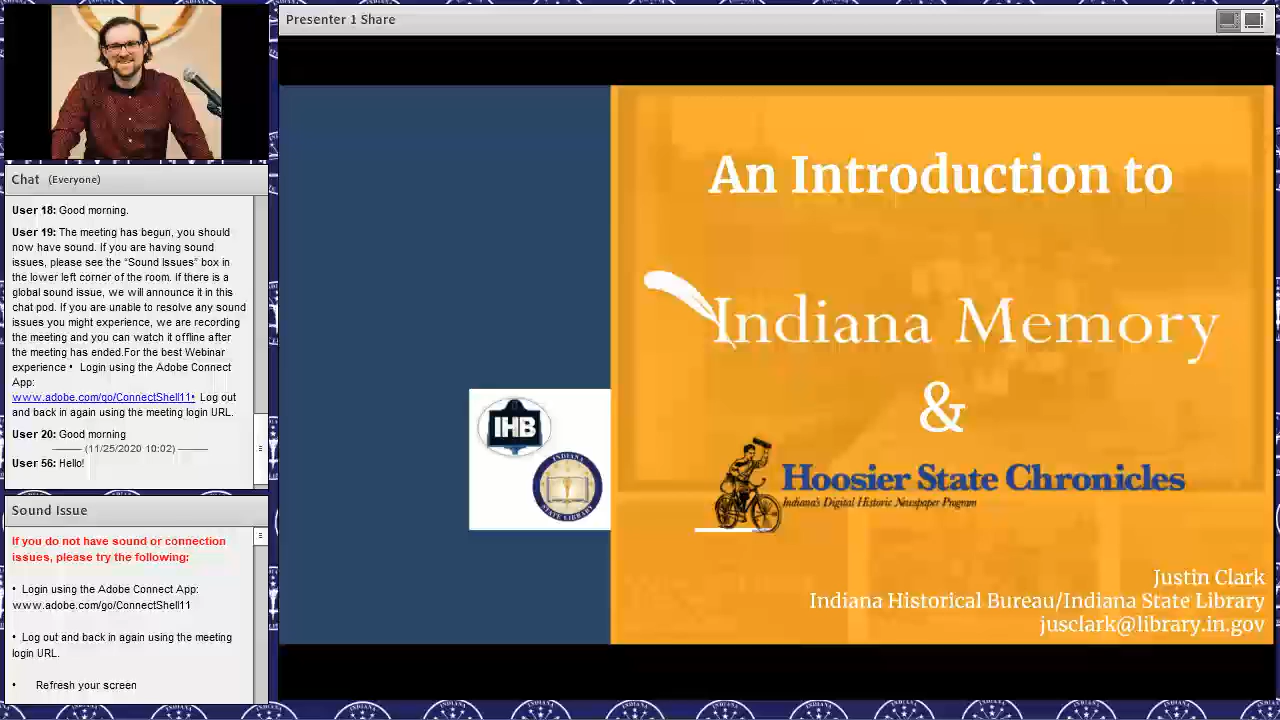 Presenter 1 Share
Chat (Everyone)
User 18: Good morning.
User 19: The meeting has begun, you should
now have sound. If you are having sound
issues, please see the “Sound Issues” box in
the lower left corner of the room. If there is a
global sound issue, we will announce it in this
chat pod. If you are unable to resolve any sound
issues you might experience, we are recording
the meeting and you can watch it offline after
the meeting has ended.For the best Webinar
experience • Login using the Adobe Connect
App:
www.adobe.com/go/ConnectShell11• Log out
and back in again using the meeting login URL.
User 20: Good morning
(11/25/2020 10:02)
User 56: Hello!
Sound Issue
If you do not have sound or connection
issues, please try the following:
• Login using the Adobe Connect App:
www.adobe.com/go/ConnectShell11
• Log out and back in again using the meeting
login URL.
• Refresh your screen
An Introduction to
Indiana Memory
&
Hoosier State Chronicles
Indiana's Digital Historic Newspaper Program
IHB
INDIANA
STATE LIBRARY
Justin Clark
Indiana Historical Bureau/Indiana State Library
jusclark@library.in.gov